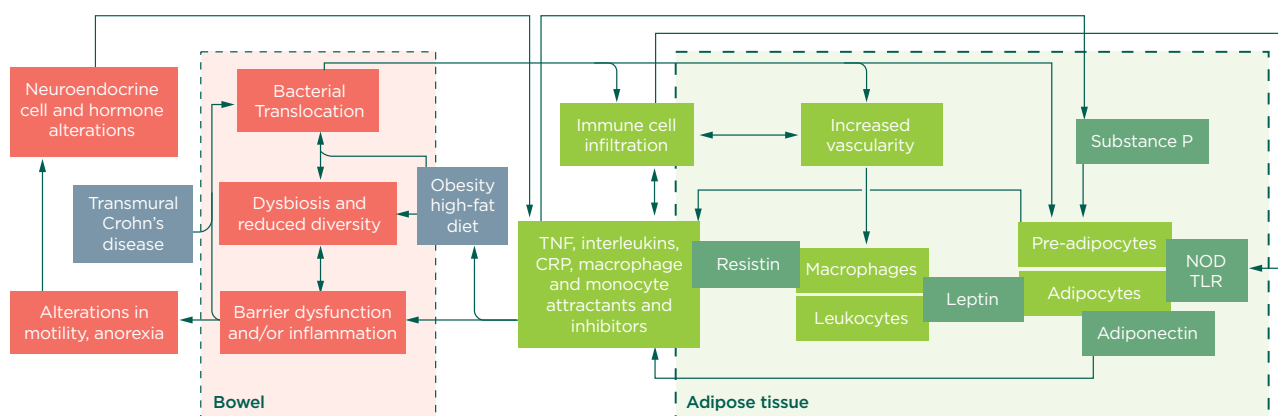 Neuroendocrine
cell and hormone
alterations
Transmural
Crohn’s
disease
Alterations in
motility, anorexia
Bacterial
Translocation
Dysbiosis and
reduced diversity
Barrier dysfunction
and/or inflammation
Bowel
Obesity
high-fat
diet
Immune cell
infiltration
Increased
vascularity
Substance P
TNF, interleukins,
CRP, macrophage
and monocyte
attractants and
inhibitors
Resistin
Macrophages
Leukocytes
Leptin
Pre-adipocytes
Adipocytes
NOD
TLR
Adiponectin
Adipose tissue